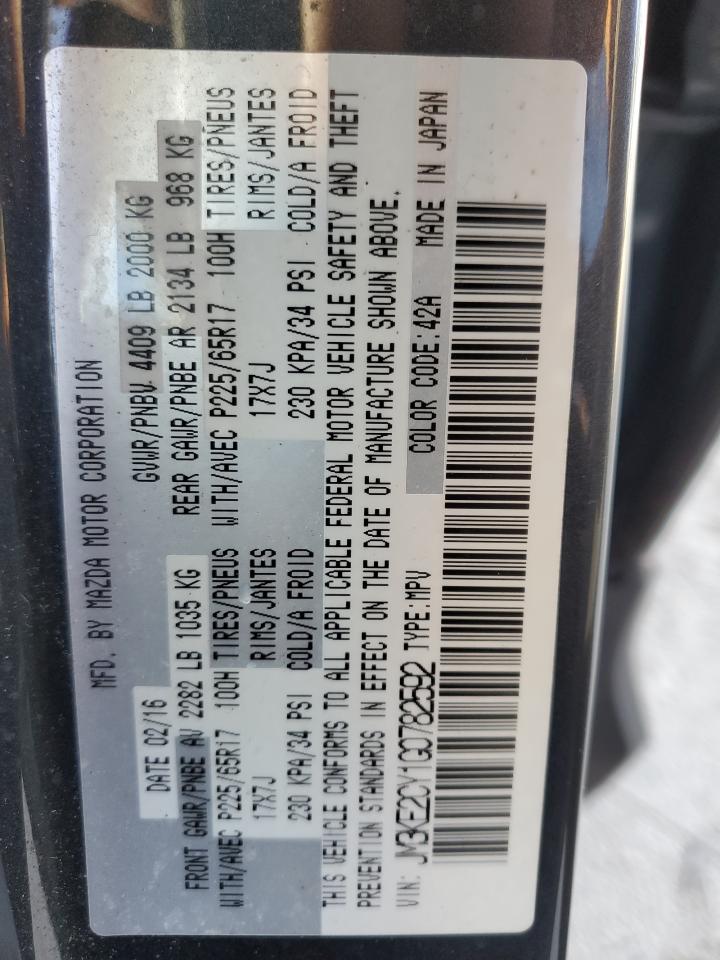 MFD. BY MAZDA MOTOR CORPORATION
DATE 02/16 GVWR/PNBV 4409 LB 2000 KG
FRONT GAWR/PNBE AV 2282 LB 1035 KG REAR GAWR/PNBE AR 2134 LB 968 KG
WITH/AVEC P225/65R17 100H TIRES/PNEUS WITH/AVEC P225/65R17 100H TIRES/PNEUS
17X7J RIMS/JANTES 17X7J RIMS/JANTES
230 KPA/34 PSI COLD/A FROID 230 KPA/34 PSI COLD/A FROID
THIS VEHICLE CONFORMS TO ALL APPLICABLE FEDERAL MOTOR VEHICLE SAFETY AND THEFT
PREVENTION STANDARDS IN EFFECT ON THE DATE OF MANUFACTURE SHOWN ABOVE.
VIN: JM3KE2CY1G0782592 TYPE:MPV COLOR CODE:42A MADE IN JAPAN